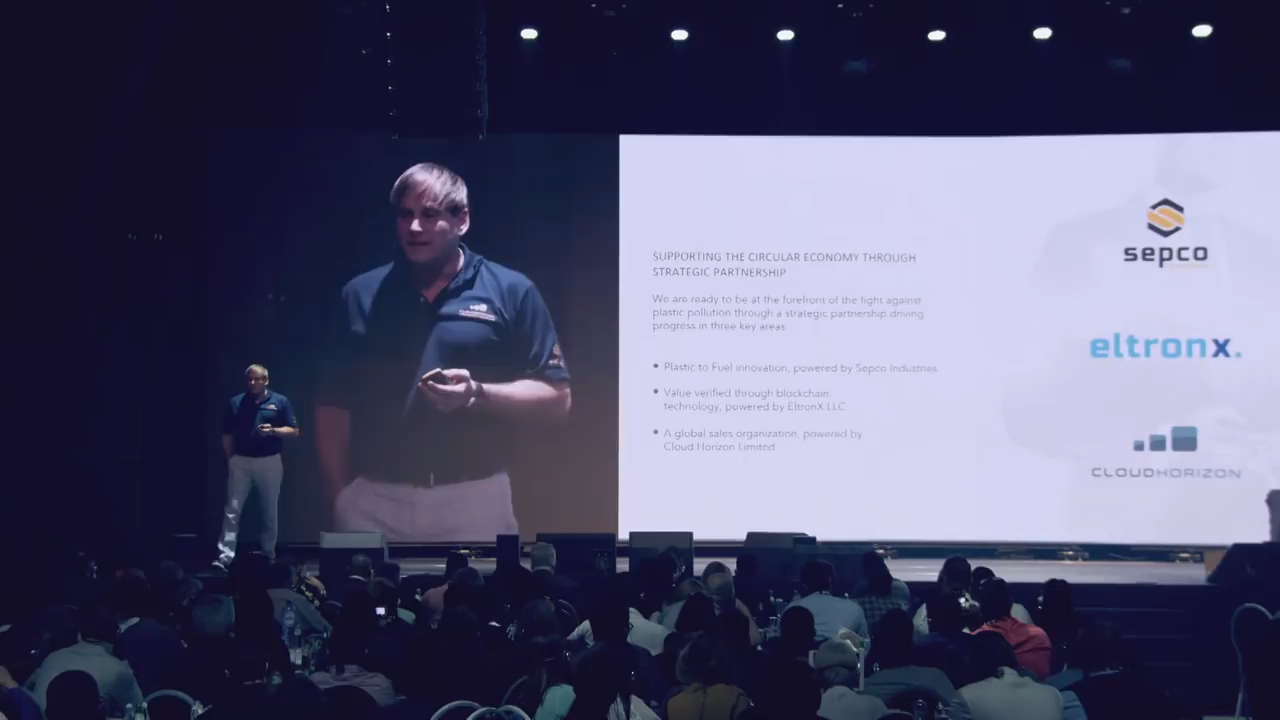 SUPPORTING THE CIRCULAR ECONOMY THROUGH
STRATEGIC PARTNERSHIP
We are ready to be at the forefront of the fight against
plastic pollution through a strategic partnership driving
progress in three key areas
• Plastic to Fuel innovation, powered by Sepco Industries
• Value verified through blockchain
technology, powered by EltronX LLC
• A global sales organization, powered by
Cloud Horizon Limited
sepco
eltronx.
CLOUDHORIZON